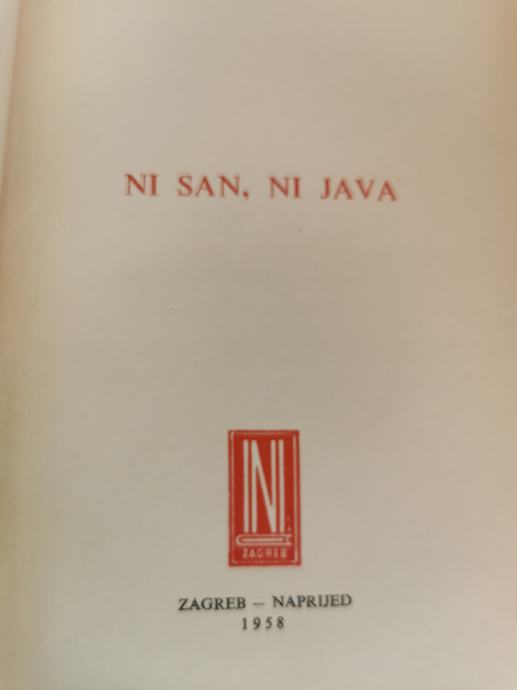 NI SAN, NI JAVA
N
ZAGREB
ZAGREB — NAPRIJED
1958